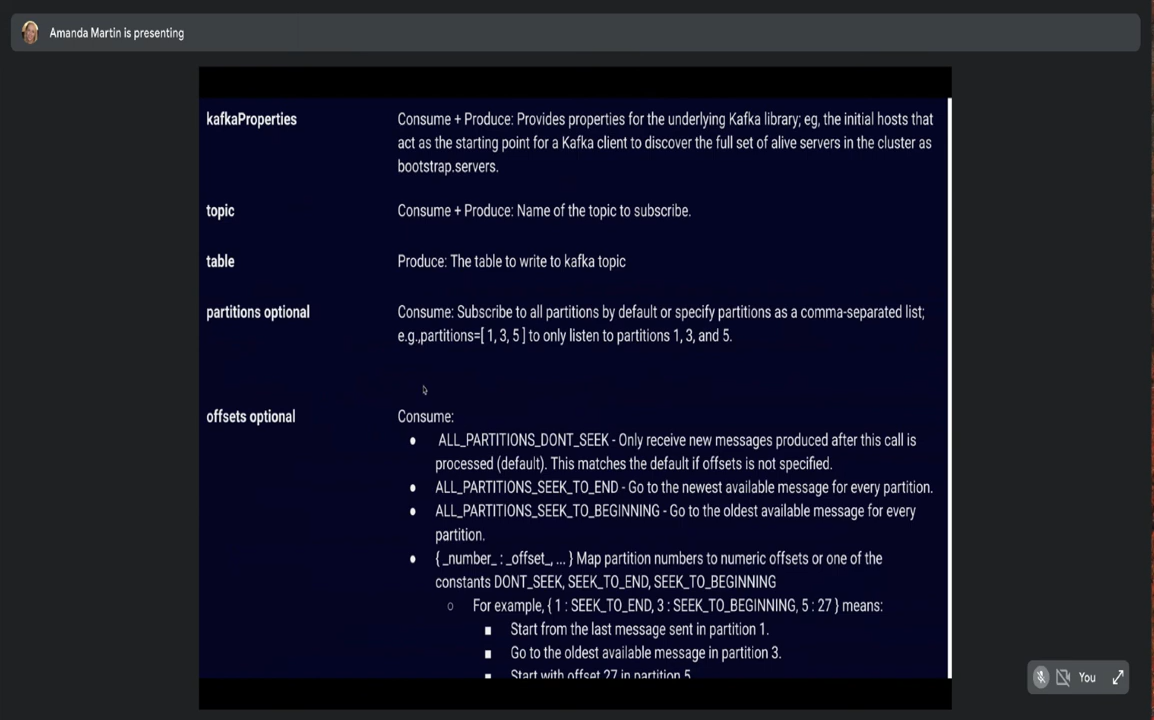 Amanda Martin is presenting
kafkaProperties
Consume + Produce: Provides properties for the underlying Kafka library; eg, the initial hosts that
act as the starting point for a Kafka client to discover the full set of alive servers in the cluster as
bootstrap.servers.
topic
Consume + Produce: Name of the topic to subscribe.
table
Produce: The table to write to kafka topic
partitions optional
Consume: Subscribe to all partitions by default or specify partitions as a comma-separated list;
e.g.,partitions=[ 1, 3, 5 ] to only listen to partitions 1, 3, and 5.
offsets optional
Consume:
● ALL_PARTITIONS_DONT_SEEK - Only receive new messages produced after this call is
processed (default). This matches the default if offsets is not specified.
● ALL_PARTITIONS_SEEK_TO_END - Go to the newest available message for every partition.
● ALL_PARTITIONS_SEEK_TO_BEGINNING - Go to the oldest available message for every
partition.
● { _number_ : _offset_, ... } Map partition numbers to numeric offsets or one of the
constants DONT_SEEK, SEEK_TO_END, SEEK_TO_BEGINNING
○ For example, { 1 : SEEK_TO_END, 3 : SEEK_TO_BEGINNING, 5 : 27 } means:
■ Start from the last message sent in partition 1.
■ Go to the oldest available message in partition 3.
■ Start with offset 27 in partition 5
You